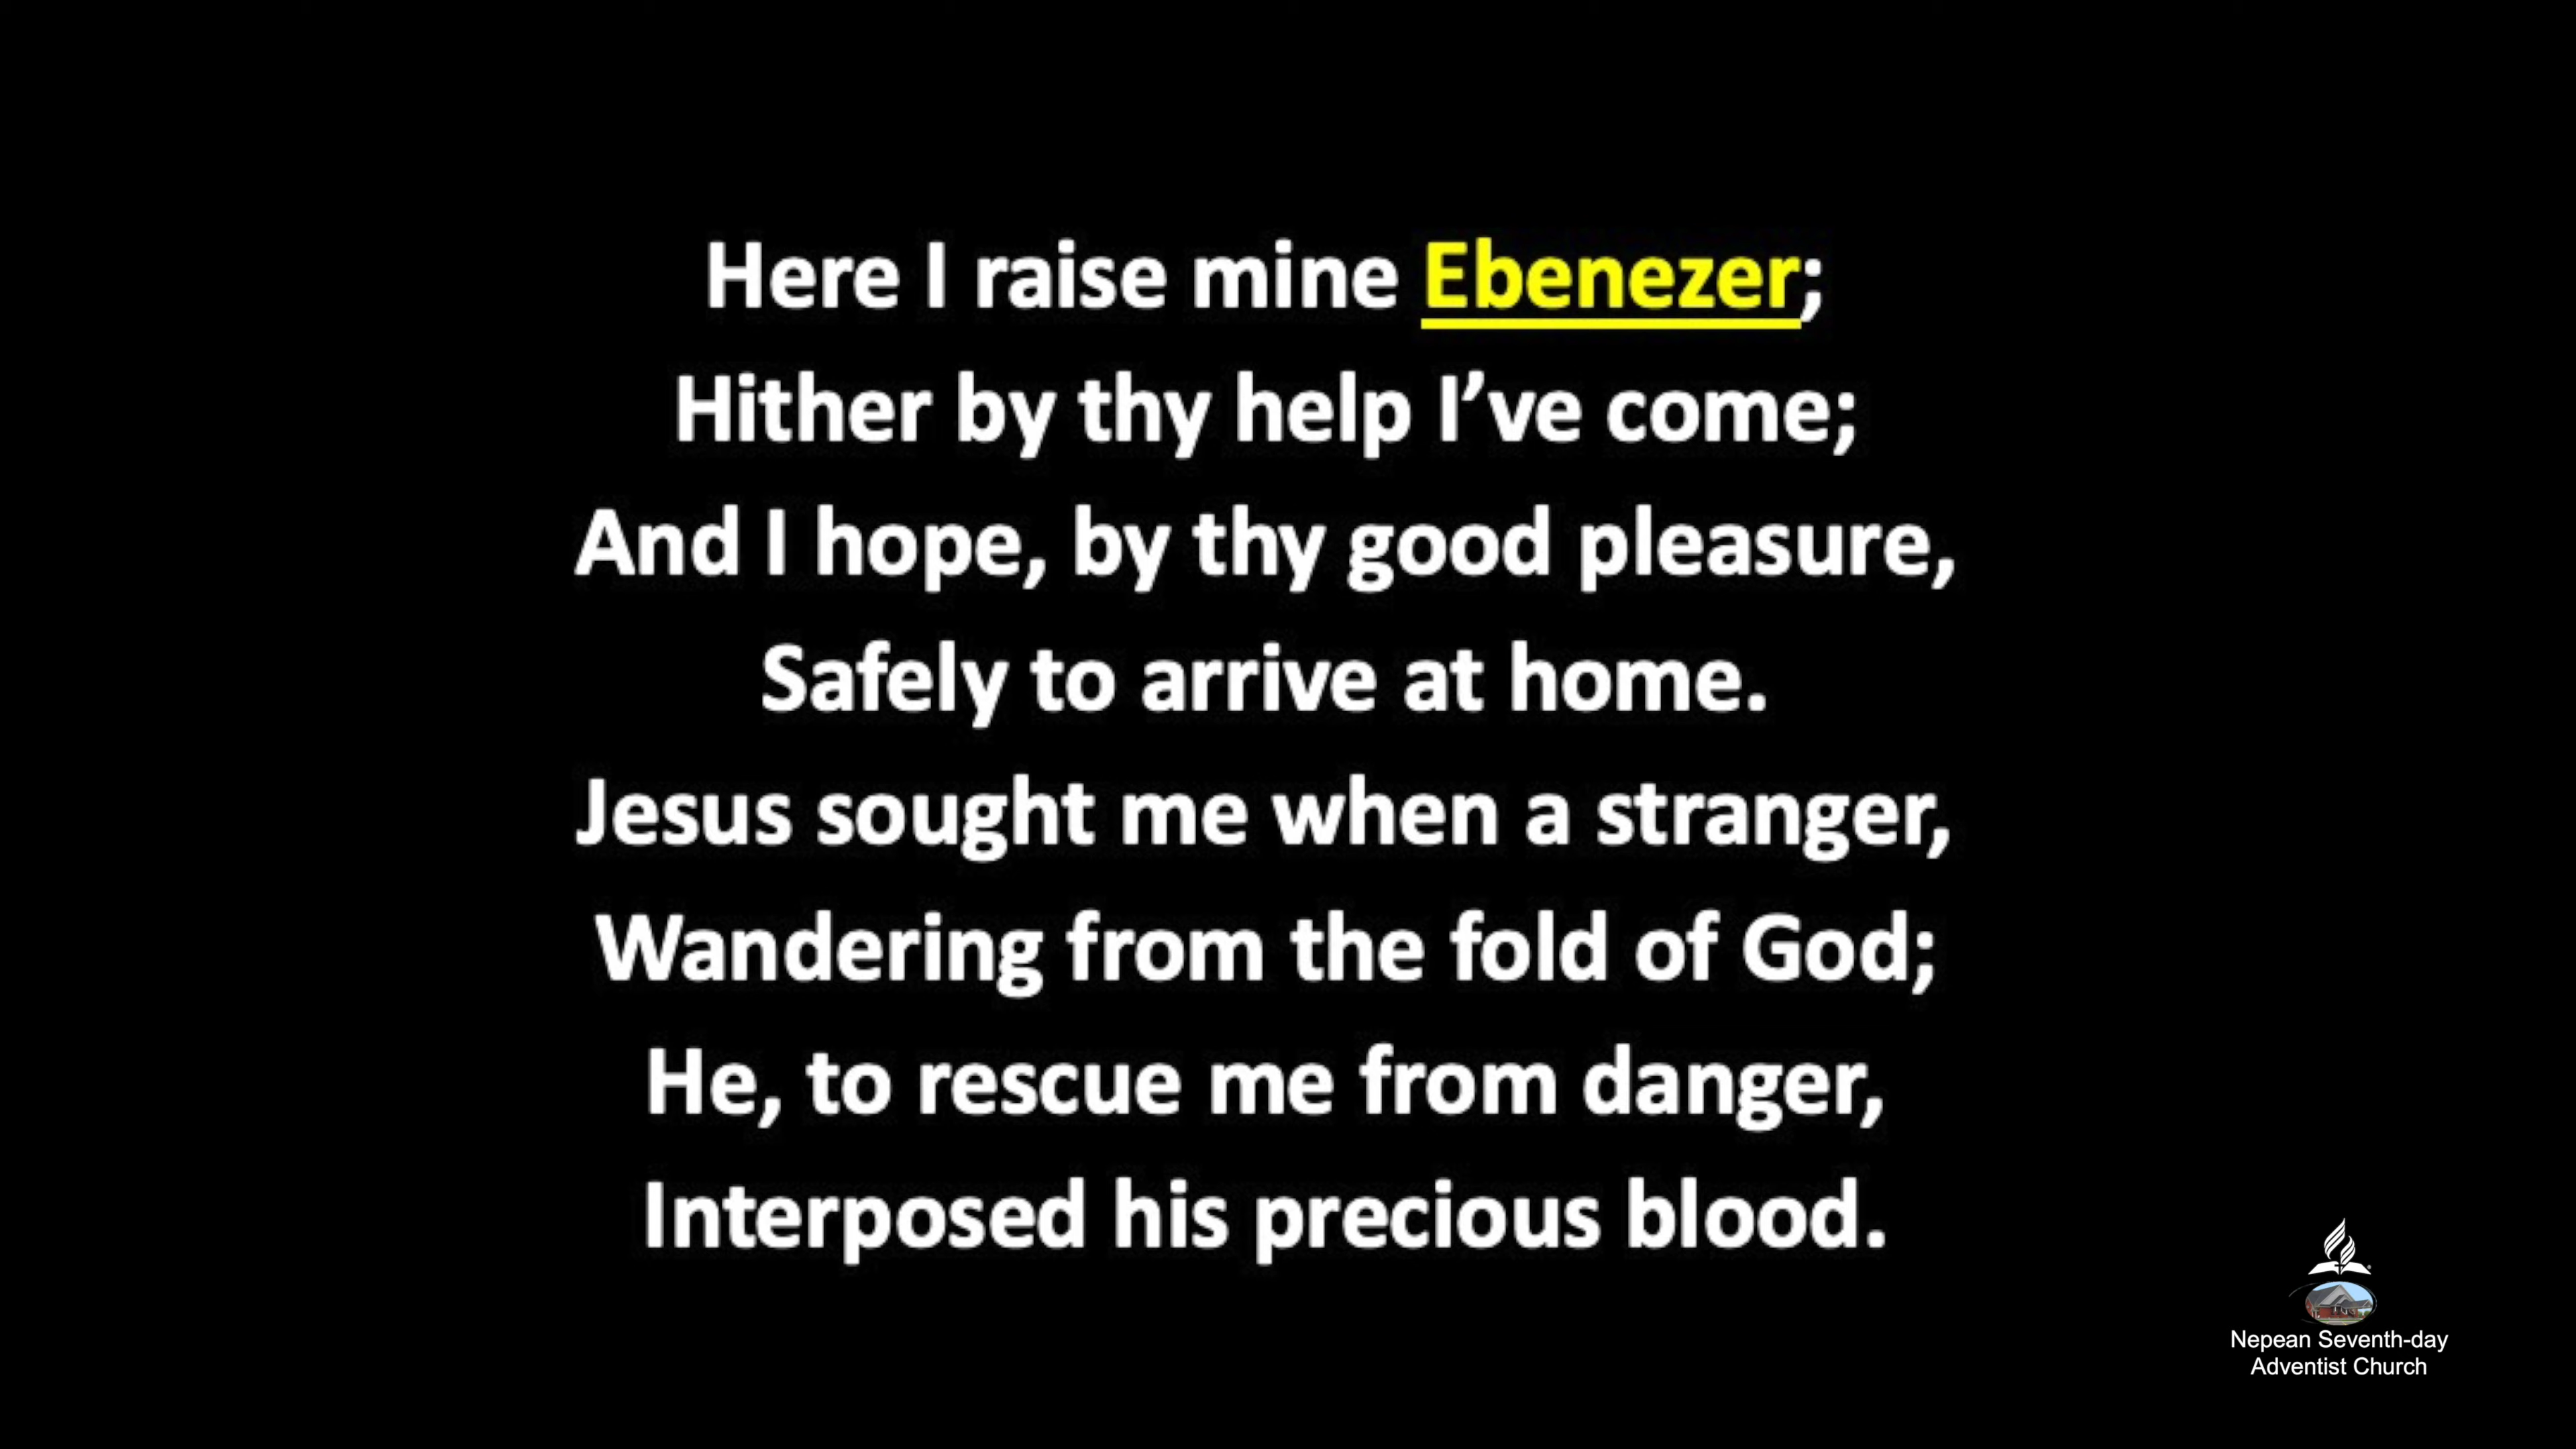 Here I raise mine Ebenezer;
Hither by thy help I’ve come;
And I hope, by thy good pleasure,
Safely to arrive at home.
Jesus sought me when a stranger,
Wandering from the fold of God;
He, to rescue me from danger,
Interposed his precious blood.
Nepean Seventh-day
Adventist Church